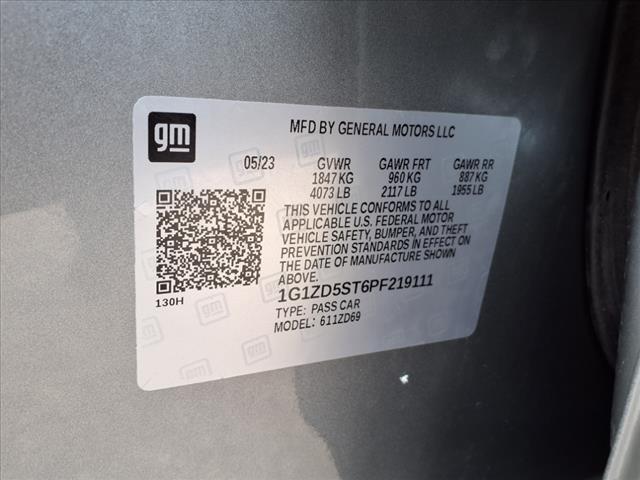 gm
MFD BY GENERAL MOTORS LLC
05/23 GVWR GAWR FRT GAWR RR
1847 KG 960 KG 887 KG
4073 LB 2117 LB 1955 LB
THIS VEHICLE CONFORMS TO ALL
APPLICABLE U.S. FEDERAL MOTOR
VEHICLE SAFETY, BUMPER, AND THEFT
PREVENTION STANDARDS IN EFFECT ON
THE DATE OF MANUFACTURE SHOWN
ABOVE.
130H
1G1ZD5ST6PF219111
TYPE: PASS CAR
MODEL: 611ZD69